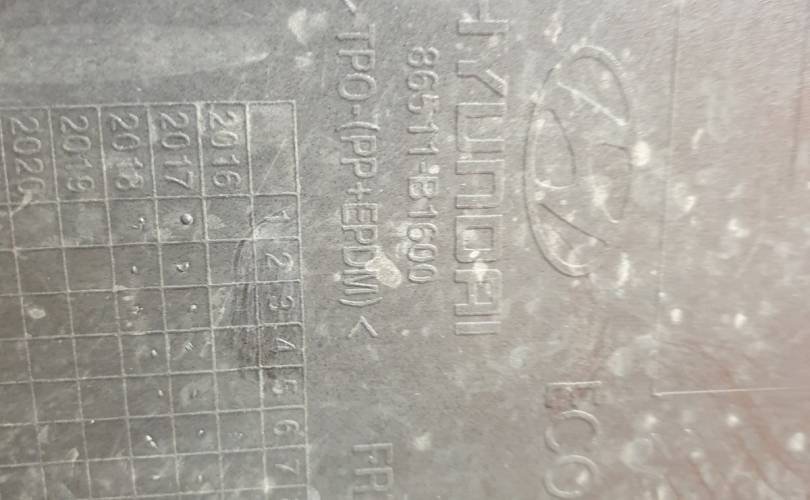 HYUNDAI
ECO
86511-B1600
>TPO-(PP+EPDM)<
FR
1 2 3 4 5 6 7
2016
2017
2018
2019
2020